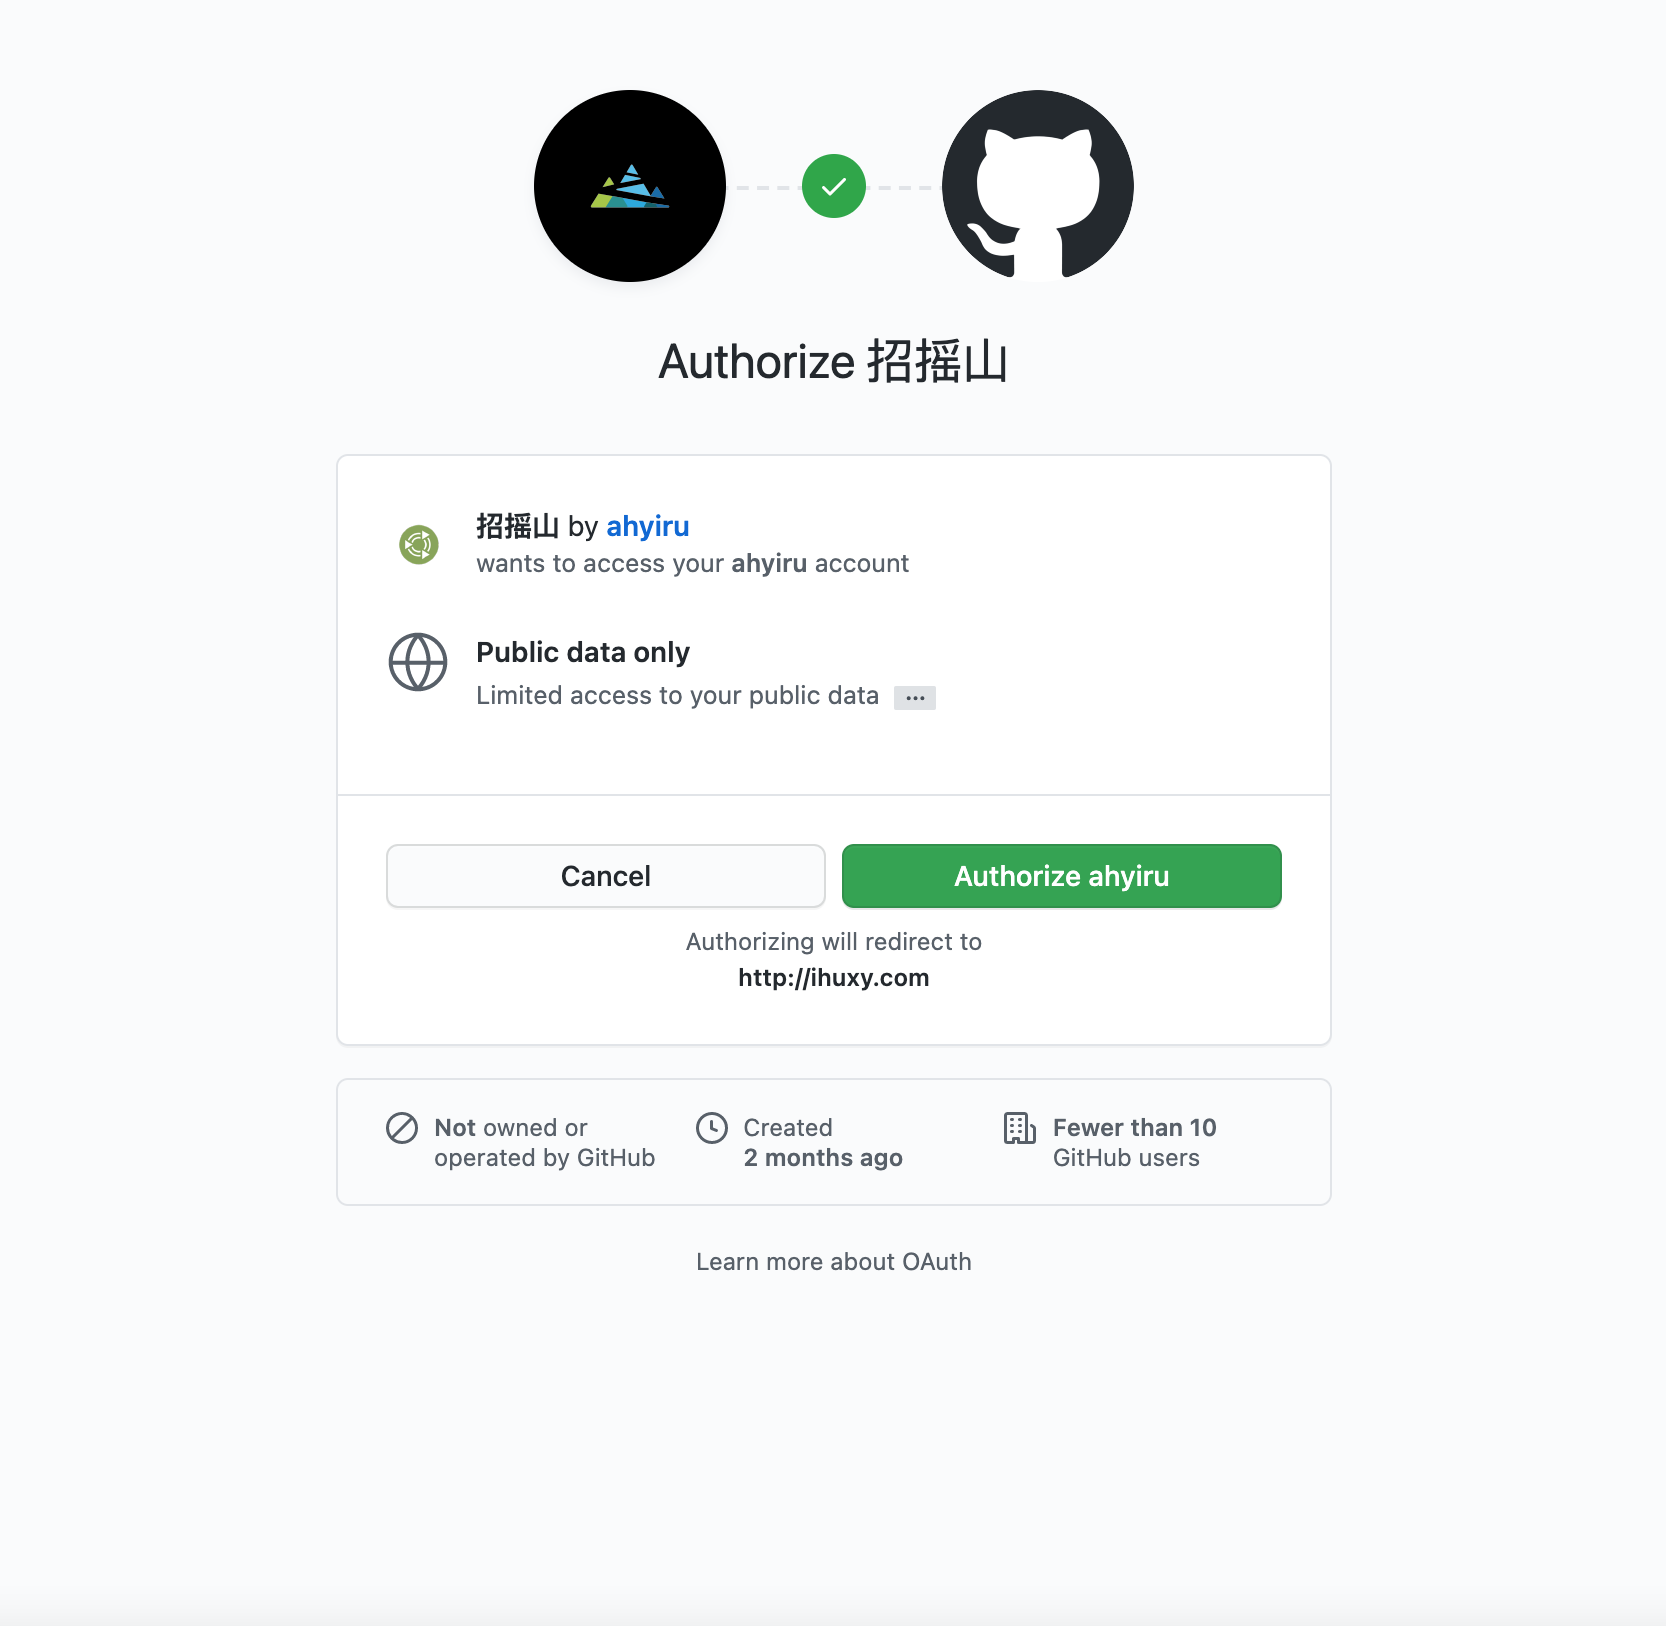 Authorize 招摇山
招摇山 by ahyiru
wants to access your ahyiru account
Public data only
Limited access to your public data ...
Cancel
Authorize ahyiru
Authorizing will redirect to
http://ihuxy.com
Not owned or
operated by GitHub
Created
2 months ago
Fewer than 10
GitHub users
Learn more about OAuth